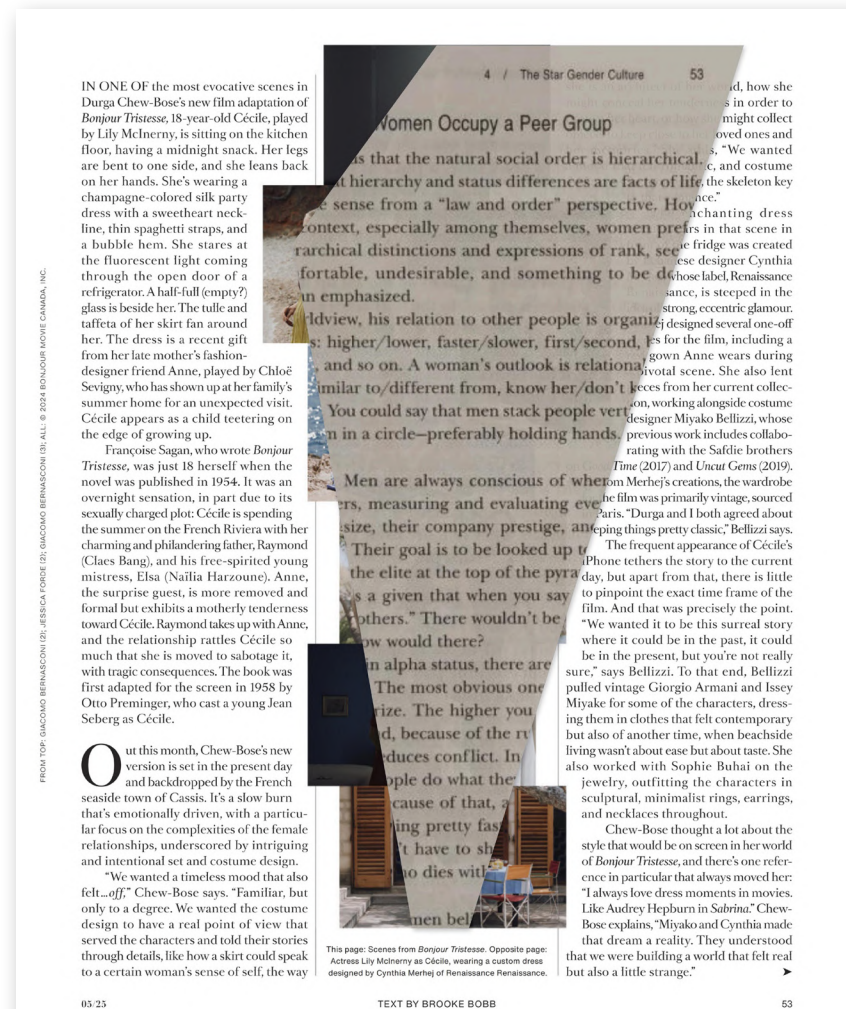 FROM TOP: GIACOMO BERNASCONI (2); JESSICA FORDE (2); GIACOMO BERNASCONI (3); ALL: © 2024 BONJOUR MOVIE CANADA, INC.
IN ONE OF the most evocative scenes in
Durga Chew-Bose's new film adaptation of
Bonjour Tristesse, 18-year-old Cécile, played
by Lily McInerny, is sitting on the kitchen
floor, having a midnight snack. Her legs
are bent to one side, and she leans back
on her hands. She's wearing a
champagne-colored silk party
dress with a sweetheart neck-
line, thin spaghetti straps, and
a bubble hem. She stares at
the fluorescent light coming
through the open door of a
refrigerator. A half-full (empty?)
glass is beside her. The tulle and
taffeta of her skirt fan around
her. The dress is a recent gift
from her late mother's fashion-
designer friend Anne, played by Chloë
Sevigny, who has shown up at her family's
summer home for an unexpected visit.
Cécile appears as a child teetering on
the edge of growing up.
Françoise Sagan, who wrote Bonjour
Tristesse, was just 18 herself when the
novel was published in 1954. It was an
overnight sensation, in part due to its
sexually charged plot: Cécile is spending
the summer on the French Riviera with her
charming and philandering father, Raymond
(Claes Bang), and his free-spirited young
mistress, Elsa (Naïlia Harzoune). Anne,
the surprise guest, is more removed and
formal but exhibits a motherly tenderness
toward Cécile. Raymond takes up with Anne,
and the relationship rattles Cécile so
much that she is moved to sabotage it,
with tragic consequences. The book was
first adapted for the screen in 1958 by
Otto Preminger, who cast a young Jean
Seberg as Cécile.
Out this month, Chew-Bose's new
version is set in the present day
and backdropped by the French
seaside town of Cassis. It's a slow burn
that's emotionally driven, with a particu-
lar focus on the complexities of the female
relationships, underscored by intriguing
and intentional set and costume design.
"We wanted a timeless mood that also
felt…off," Chew-Bose says. "Familiar, but
only to a degree. We wanted the costume
design to have a real point of view that
served the characters and told their stories
through details, like how a skirt could speak
to a certain woman's sense of self, the way
4 / The Star Gender Culture 53
Women Occupy a Peer Group
is that the natural social order is hierarchical.
hierarchy and status differences are facts of life,
sense from a "law and order" perspective.
context, especially among themselves, women
distinctions and expressions of rank,
undesirable, and something to be
emphasized.
his relation to other people is
higher/lower, faster/slower, first/second,
and so on. A woman's outlook is
to/different from, know her/don't
You could say that men stack people
in a circle—preferably holding hands.
Men are always conscious of
measuring and evaluating
size, their company prestige,
Their goal is to be looked up
the elite at the top of the
a given that when you say
others." There wouldn't be
would there?
in alpha status, there are
The most obvious
The higher you
because of the
conflict. In
do what
cause of that,
pretty
have to
dies
men
how she
in order to
might collect
ones and
"We wanted
and costume
the skeleton key
dress
in that scene in
fridge was created
designer Cynthia
whose label, Renaissance
is steeped in the
strong, eccentric glamour.
designed several one-off
for the film, including a
gown Anne wears during
scene. She also lent
from her current collec-
working alongside costume
designer Miyako Bellizzi, whose
previous work includes collabo-
rating with the Safdie brothers
Time (2017) and Uncut Gems (2019).
Merhej's creations, the wardrobe
film was primarily vintage, sourced
Paris. "Durga and I both agreed about
things pretty classic," Bellizzi says.
The frequent appearance of Cécile's
iPhone tethers the story to the current
day, but apart from that, there is little
to pinpoint the exact time frame of the
film. And that was precisely the point.
"We wanted it to be this surreal story
where it could be in the past, it could
be in the present, but you're not really
sure," says Bellizzi. To that end, Bellizzi
pulled vintage Giorgio Armani and Issey
Miyake for some of the characters, dress-
ing them in clothes that felt contemporary
but also of another time, when beachside
living wasn't about ease but about taste. She
also worked with Sophie Buhai on the
jewelry, outfitting the characters in
sculptural, minimalist rings, earrings,
and necklaces throughout.
Chew-Bose thought a lot about the
style that would be on screen in her world
of Bonjour Tristesse, and there's one refer-
ence in particular that always moved her:
"I always love dress moments in movies.
Like Audrey Hepburn in Sabrina." Chew-
Bose explains, "Miyako and Cynthia made
that dream a reality. They understood
that we were building a world that felt real
but also a little strange." ➤
This page: Scenes from Bonjour Tristesse. Opposite page:
Actress Lily McInerny as Cécile, wearing a custom dress
designed by Cynthia Merhej of Renaissance Renaissance.
05/25 TEXT BY BROOKE BOBB 53